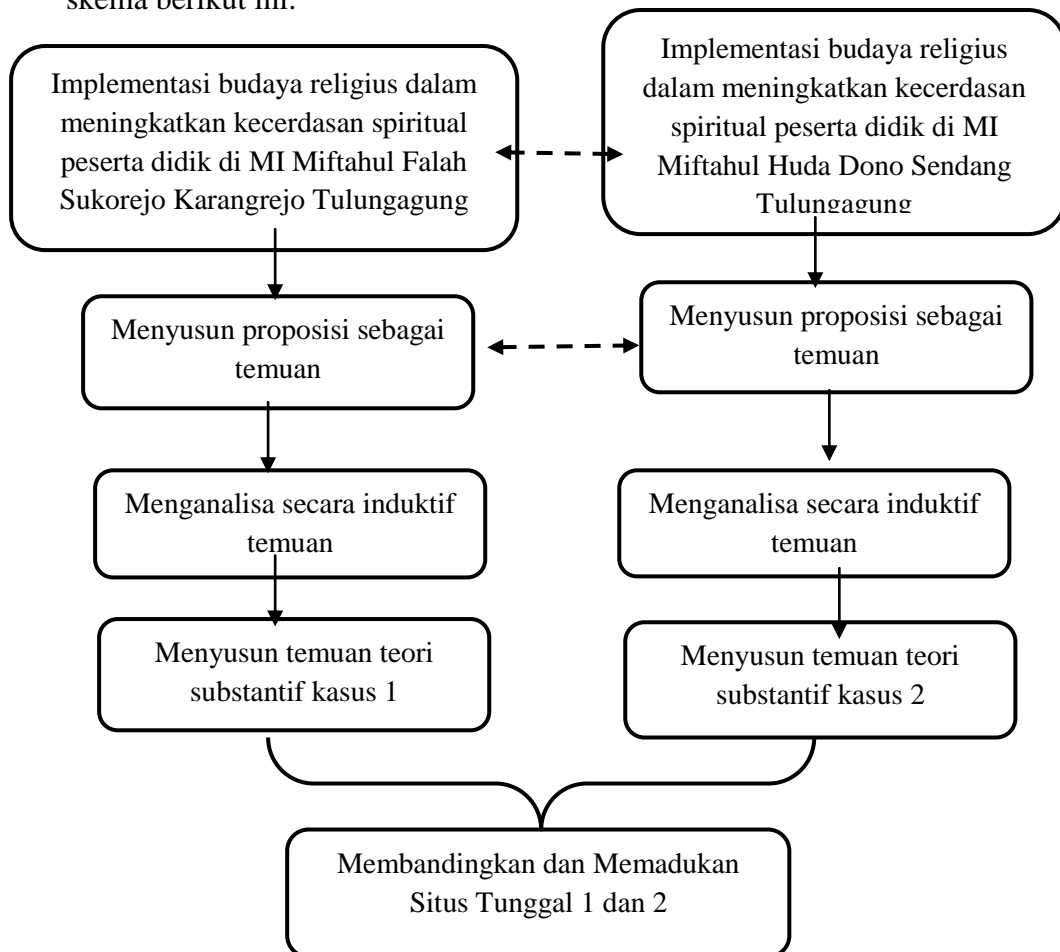 skema berikut ini.
Implementasi budaya religius dalam
meningkatkan kecerdasan spiritual
peserta didik di MI Miftahul Falah
Sukorejo Karangrejo Tulungagung
Implementasi budaya religius
dalam meningkatkan kecerdasan
spiritual peserta didik di MI
Miftahul Huda Dono Sendang
Tulungagung
Menyusun proposisi sebagai
temuan
Menyusun proposisi sebagai
temuan
Menganalisa secara induktif
temuan
Menganalisa secara induktif
temuan
Menyusun temuan teori
substantif kasus 1
Menyusun temuan teori
substantif kasus 2
Membandingkan dan Memadukan
Situs Tunggal 1 dan 2